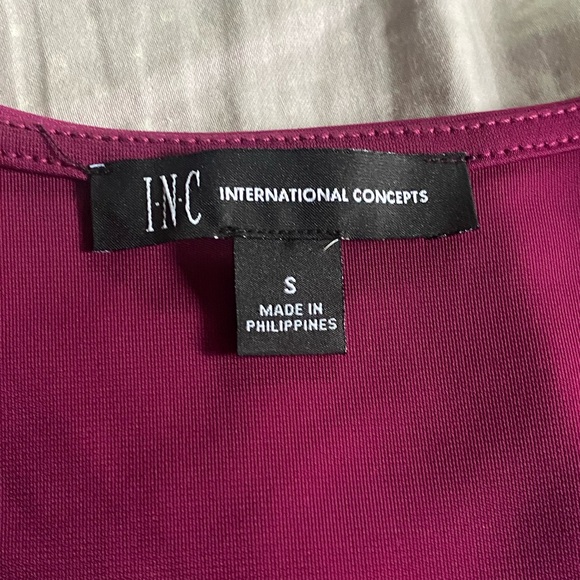 I·N·C INTERNATIONAL CONCEPTS
S
MADE IN
PHILIPPINES